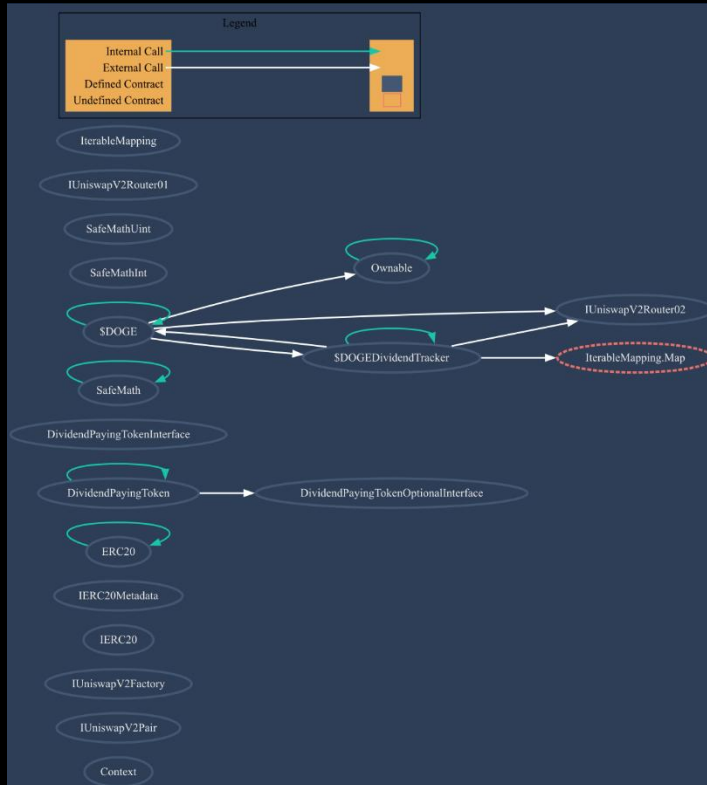 Legend
Internal Call
External Call
Defined Contract
Undefined Contract
IterableMapping
IUniswapV2Router01
SafeMathUint
SafeMathInt
Ownable
$DOGE
IUniswapV2Router02
$DOGEDividendTracker
IterableMapping.Map
SafeMath
DividendPayingTokenInterface
DividendPayingToken
DividendPayingTokenOptionalInterface
ERC20
IERC20Metadata
IERC20
IUniswapV2Factory
IUniswapV2Pair
Context